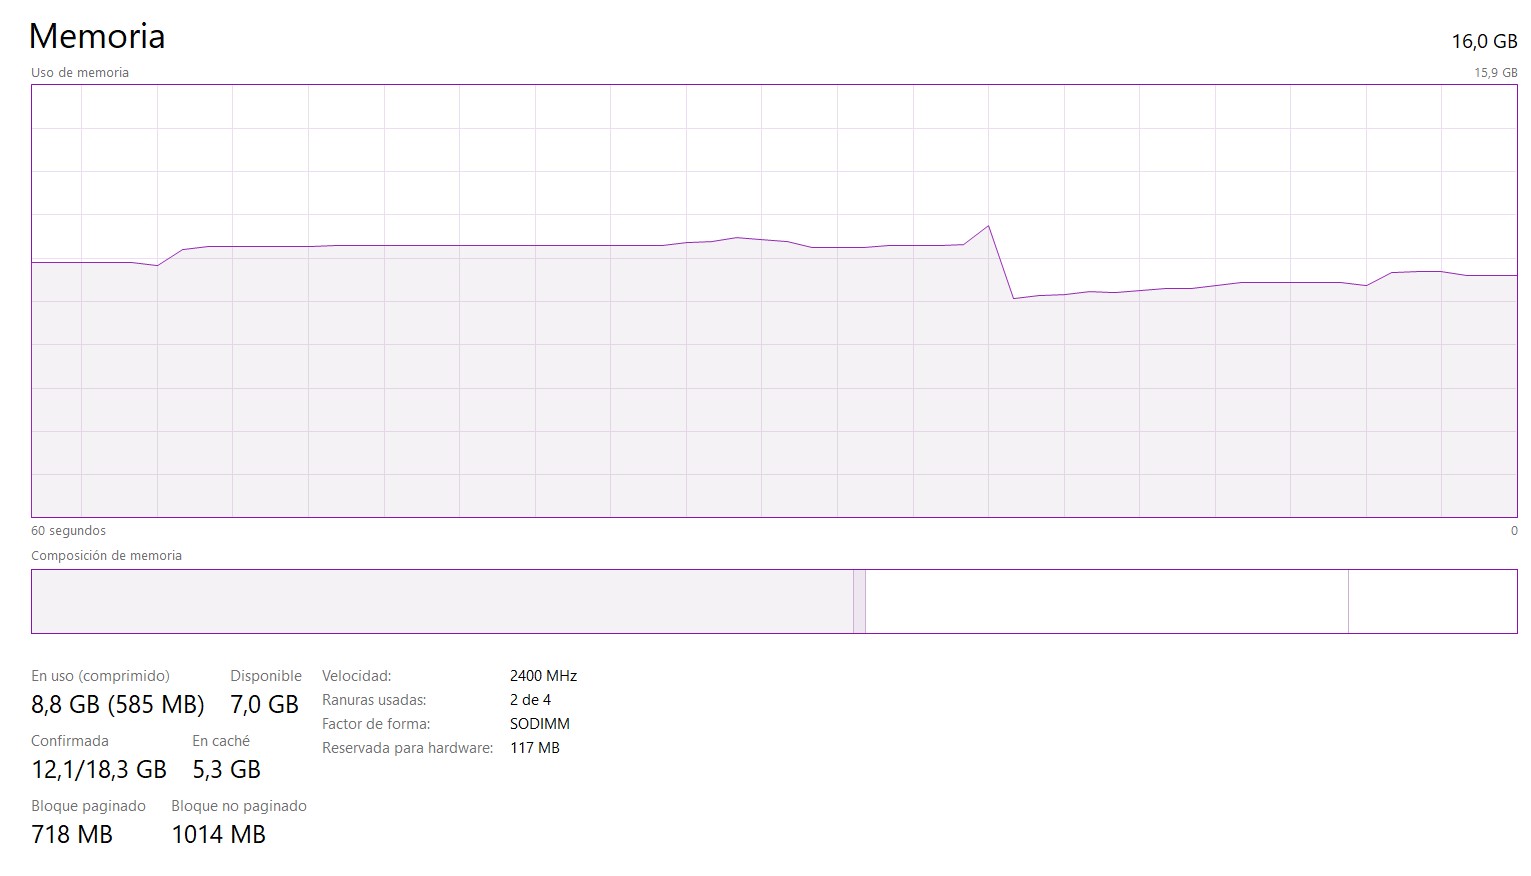 Memoria
16,0 GB
Uso de memoria
15,9 GB
60 segundos
0
Composición de memoria
En uso (comprimido)
8,8 GB (585 MB)
Disponible
7,0 GB
Confirmada
12,1/18,3 GB
En caché
5,3 GB
Bloque paginado
718 MB
Bloque no paginado
1014 MB
Velocidad: 2400 MHz
Ranuras usadas: 2 de 4
Factor de forma: SODIMM
Reservada para hardware: 117 MB